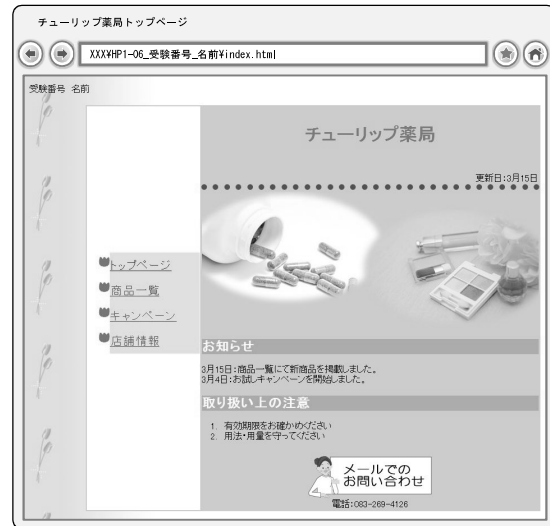 チューリップ薬局トップページ
XXX¥HP1-06_受験番号_名前¥index.html
受験番号 名前
チューリップ薬局
更新日:3月15日
トップページ
商品一覧
キャンペーン
店舗情報
お知らせ
3月15日:商品一覧にて新商品を掲載しました。
3月4日:お試しキャンペーンを開始しました。
取り扱い上の注意
1. 有効期限をお確かめください
2. 用法・用量を守ってください
メールでの
お問い合わせ
電話:083-269-4126